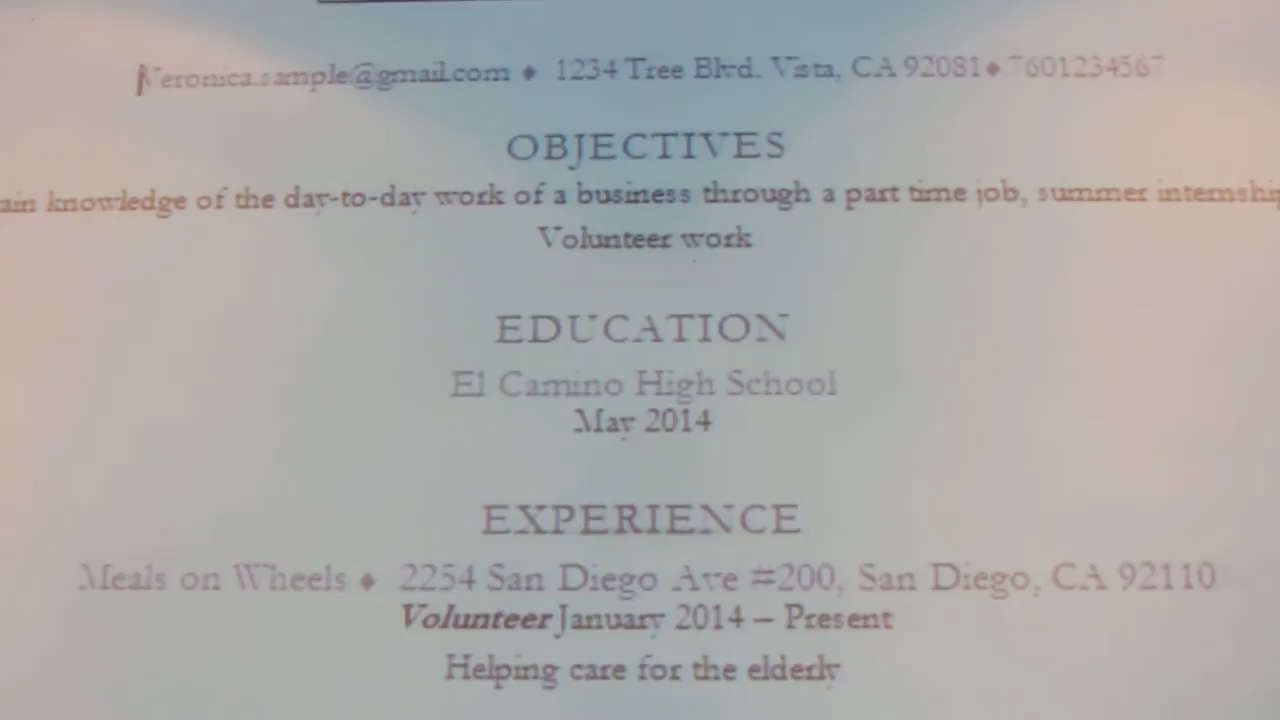 Veronica.sample@gmail.com ♦ 1234 Tree Blvd. Vista, CA 92081♦ 7601234567
OBJECTIVES
knowledge of the day-to-day work of a business through a part time job, summer
Volunteer work
EDUCATION
El Camino High School
May 2014
EXPERIENCE
Meals on Wheels ♦ 2254 San Diego Ave #200, San Diego, CA 92110
Volunteer January 2014 – Present
Helping care for the elderly